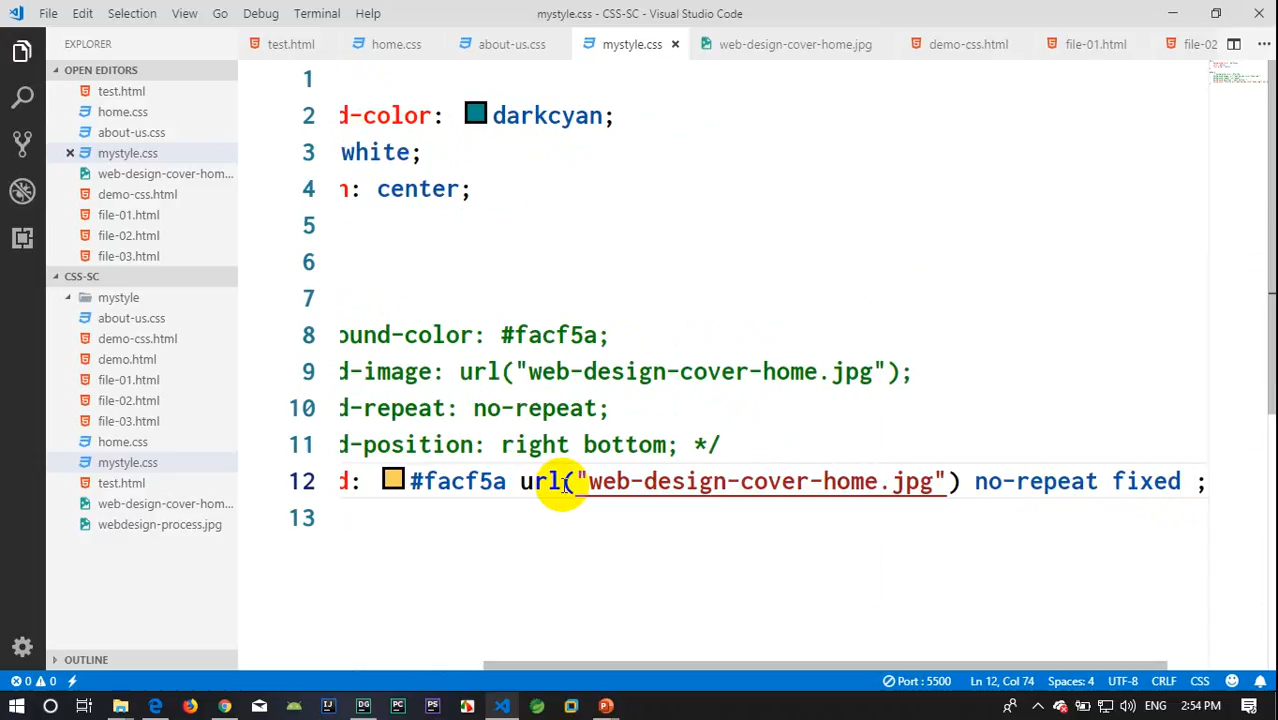 File Edit Selection View Go Debug Terminal Help
mystyle.css - CSS-SC - Visual Studio Code
EXPLORER
test.html home.css about-us.css mystyle.css web-design-cover-home.jpg demo-css.html file-01.html file-02
OPEN EDITORS
test.html
home.css
about-us.css
mystyle.css
web-design-cover-hom...
demo-css.html
file-01.html
file-02.html
file-03.html
CSS-SC
mystyle
about-us.css
demo-css.html
demo.html
file-01.html
file-02.html
file-03.html
home.css
mystyle.css
test.html
web-design-cover-hom...
webdesign-process.jpg
OUTLINE
1
2 d-color: darkcyan;
3 white;
4 n: center;
5
6
7
8 ound-color: #facf5a;
9 d-image: url("web-design-cover-home.jpg");
10 d-repeat: no-repeat;
11 d-position: right bottom; */
12 d: #facf5a url("web-design-cover-home.jpg") no-repeat fixed ;
13
0 0 Port : 5500 Ln 12, Col 74 Spaces: 4 UTF-8 CRLF CSS
ENG 2:54 PM